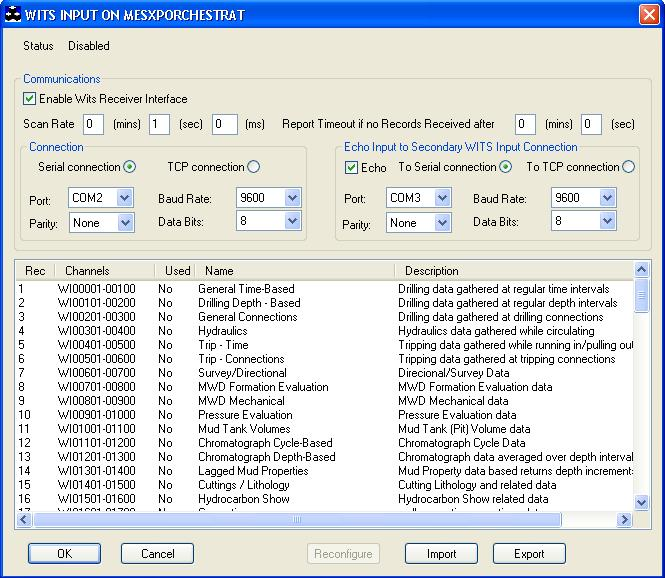 WITS INPUT ON MESXPORCHESTRAT
Status Disabled
Communications
Enable Wits Receiver Interface
Scan Rate 0 (mins) 1 (sec) 0 (ms) Report Timeout if no Records Received after 0 (mins) 0 (sec)
Connection
Serial connection TCP connection
Port: COM2 Baud Rate: 9600
Parity: None Data Bits: 8
Echo Input to Secondary WITS Input Connection
Echo To Serial connection To TCP connection
Port: COM3 Baud Rate: 9600
Parity: None Data Bits: 8
Rec Channels Used Name Description
1 WI00001-00100 No General Time-Based Drilling data gathered at regular time intervals
2 WI00101-00200 No Drilling Depth - Based Drilling data gathered at regular depth intervals
3 WI00201-00300 No General Connections Drilling data gathered at drilling connections
4 WI00301-00400 No Hydraulics Hydraulics data gathered while circulating
5 WI00401-00500 No Trip - Time Tripping data gathered while running in/pulling out
6 WI00501-00600 No Trip - Connections Tripping data gathered at tripping connections
7 WI00601-00700 No Survey/Directional Direcional/Survey Data
8 WI00701-00800 No MWD Formation Evaluation MWD Formation Evaluation data
9 WI00801-00900 No MWD Mechanical MWD Mechanical data
10 WI00901-01000 No Pressure Evaluation Pressure Evaluation data
11 WI01001-01100 No Mud Tank Volumes Mud Tank (Pit) Volume data
12 WI01101-01200 No Chromatograph Cycle-Based Chromatograph Cycle Data
13 WI01201-01300 No Chromatograph Depth-Based Chromatograph data averaged over depth interval
14 WI01301-01400 No Lagged Mud Properties Mud Property data based returns depth increments
15 WI01401-01500 No Cuttings / Lithology Cutting Lithology and related data
16 WI01501-01600 No Hydrocarbon Show Hydrocarbon Show related data
OK Cancel Reconfigure Import Export